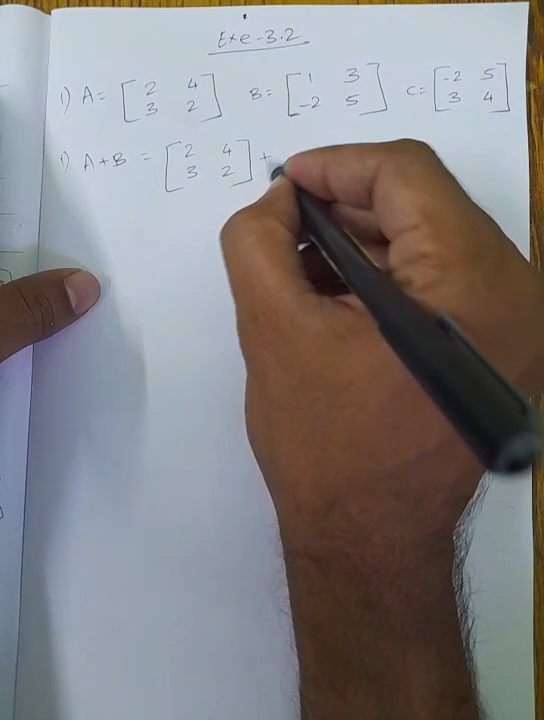 Exe-3.2
1) A = [2 4 B = [1 3 C = [-2 5
3 2] -2 5] 3 4]
i) A+B = [2 4 +
3 2]